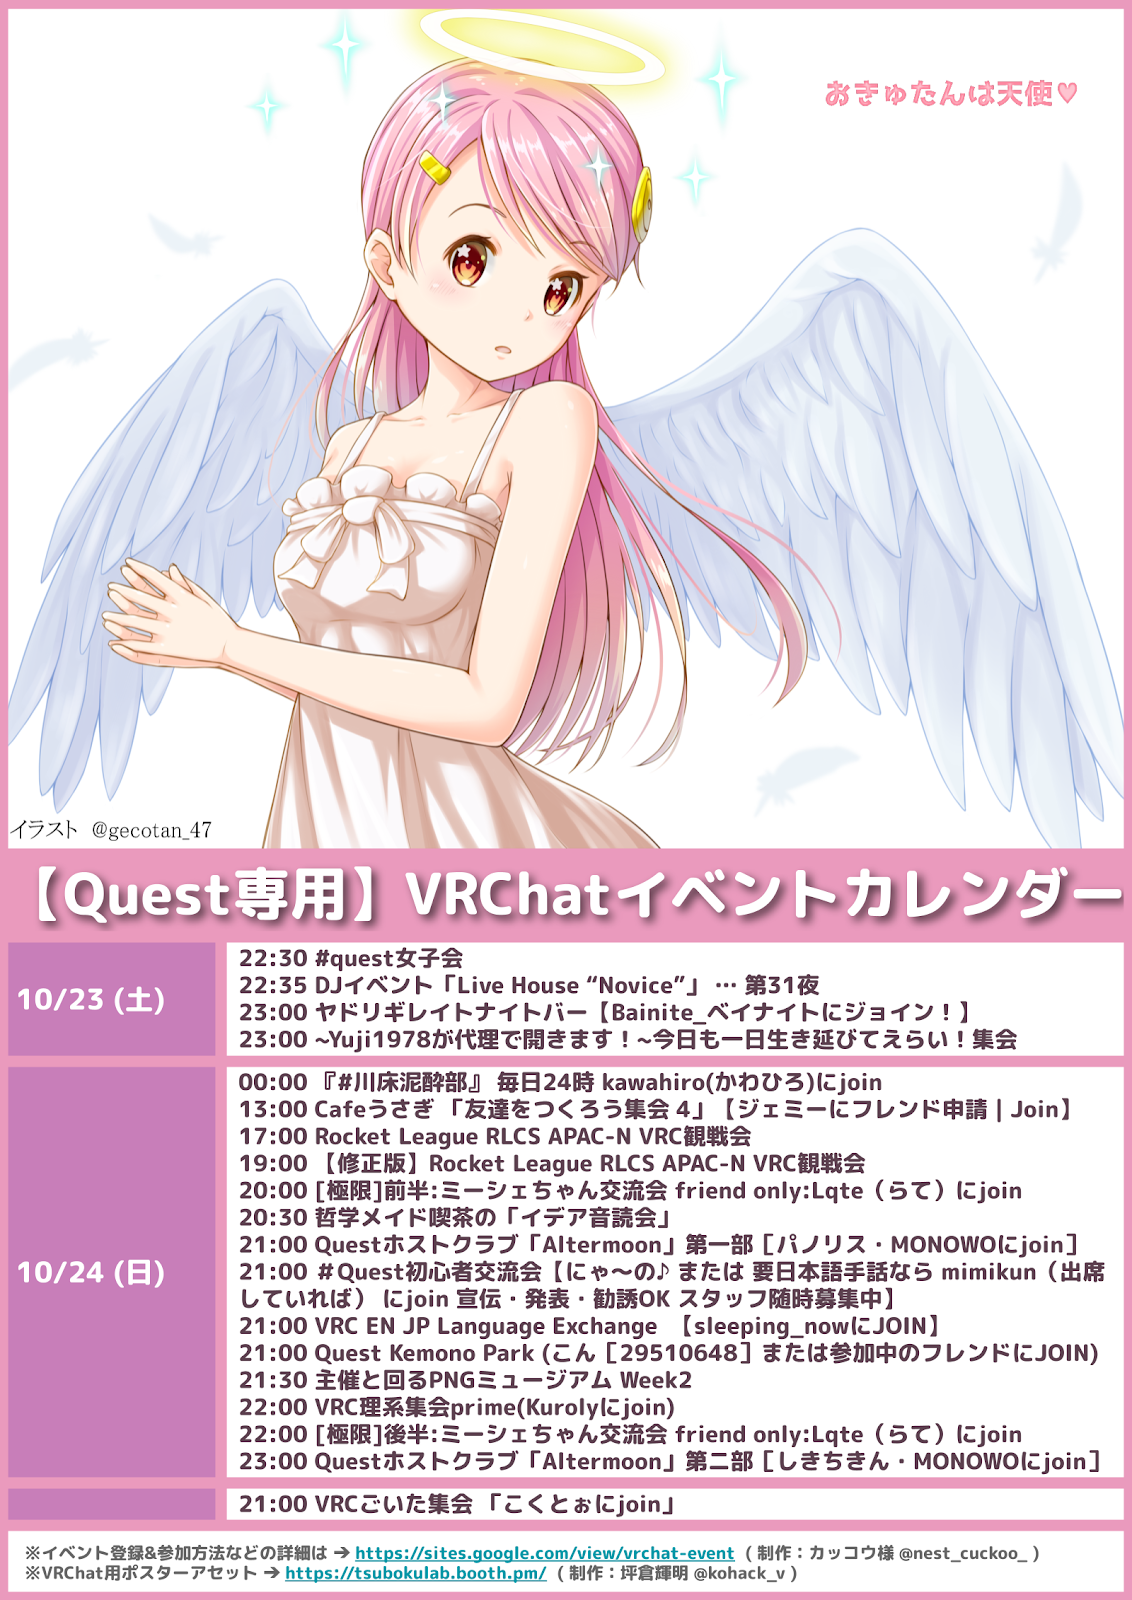 おきゅたんは天使♥
イラスト @gecotan_47
【Quest専用】VRChatイベントカレンダー
10/23 (土)
22:30 #quest女子会
22:35 DJイベント「Live House “Novice”」 … 第31夜
23:00 ヤドリギレイトナイトバー【Bainite_ベイナイトにジョイン！】
23:00 ~Yuji1978が代理で開きます！~今日も一日生き延びてえらい！集会
10/24 (日)
00:00 『#川床泥酔部』 毎日24時 kawahiro(かわひろ)にjoin
13:00 Cafeうさぎ 「友達をつくろう集会 4」【ジェミーにフレンド申請 | Join】
17:00 Rocket League RLCS APAC-N VRC観戦会
19:00 【修正版】Rocket League RLCS APAC-N VRC観戦会
20:00 [極限]前半:ミーシェちゃん交流会 friend only:Lqte（らて）にjoin
20:30 哲学メイド喫茶の「イデア音読会」
21:00 Questホストクラブ「Altermoon」第一部［パノリス・MONOWOにjoin］
21:00 ＃Quest初心者交流会【にゃ〜の♪ または 要日本語手話なら mimikun（出席
していれば） にjoin 宣伝・発表・勧誘OK スタッフ随時募集中】
21:00 VRC EN JP Language Exchange 【sleeping_nowにJOIN】
21:00 Quest Kemono Park (こん［29510648］または参加中のフレンドにJOIN)
21:30 主催と回るPNGミュージアム Week2
22:00 VRC理系集会prime(Kurolyにjoin)
22:00 [極限]後半:ミーシェちゃん交流会 friend only:Lqte（らて）にjoin
23:00 Questホストクラブ「Altermoon」第二部［しきちきん・MONOWOにjoin］
21:00 VRCごいた集会 「こくとぉにjoin」
※イベント登録&参加方法などの詳細は → https://sites.google.com/view/vrchat-event （制作：カッコウ様 @nest_cuckoo_ ）
※VRChat用ポスターアセット → https://tsubokulab.booth.pm/ （制作：坪倉輝明 @kohack_v ）